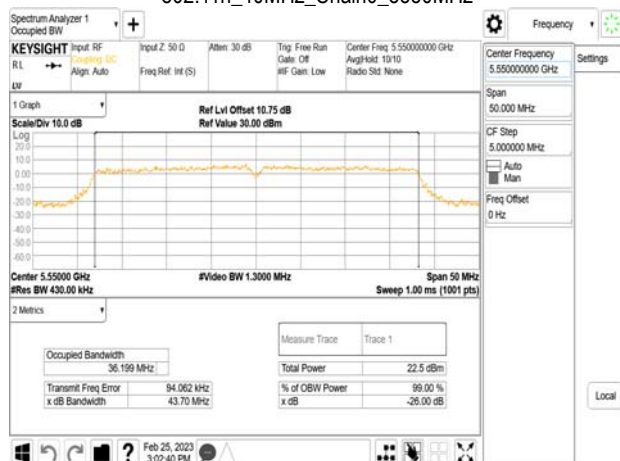 Spectrum Analyzer 1
Occupied BW
KEYSIGHT
RL
Input: RF
Coupling: DC
Align: Auto
Input Z: 50 Ω
Freq Ref: Int (S)
Atten: 30 dB
Trig: Free Run
Gate: Off
#IF Gain: Low
Center Freq: 5.550000000 GHz
Avg|Hold: 10/10
Radio Std: None
1 Graph
Scale/Div 10.0 dB
Ref Lvl Offset 10.75 dB
Ref Value 30.00 dBm
Log
20.0
10.0
0.00
-10.0
-20.0
-30.0
-40.0
-50.0
-60.0
Center 5.55000 GHz
#Res BW 430.00 kHz
#Video BW 1.3000 MHz
Span 50 MHz
Sweep 1.00 ms (1001 pts)
2 Metrics
Occupied Bandwidth
36.199 MHz
Transmit Freq Error 94.062 kHz
x dB Bandwidth 43.70 MHz
Measure Trace Trace 1
Total Power 22.5 dBm
% of OBW Power 99.00 %
x dB -26.00 dB
Feb 25, 2023
3:02:40 PM
Frequency
Center Frequency
5.550000000 GHz
Settings
Span
50.000 MHz
CF Step
5.000000 MHz
Auto
Man
Freq Offset
0 Hz
Local